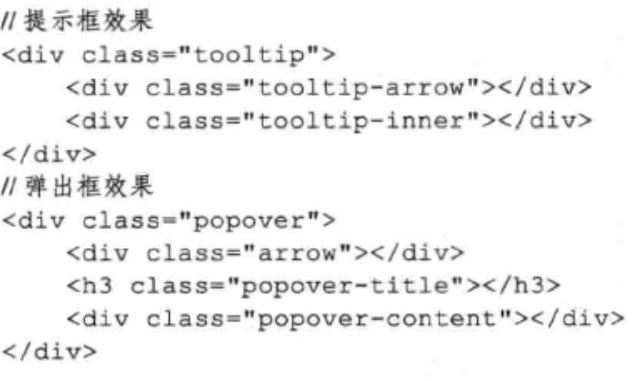 // 提示框效果
<div class="tooltip">
    <div class="tooltip-arrow"></div>
    <div class="tooltip-inner"></div>
</div>
// 弹出框效果
<div class="popover">
    <div class="arrow"></div>
    <h3 class="popover-title"></h3>
    <div class="popover-content"></div>
</div>